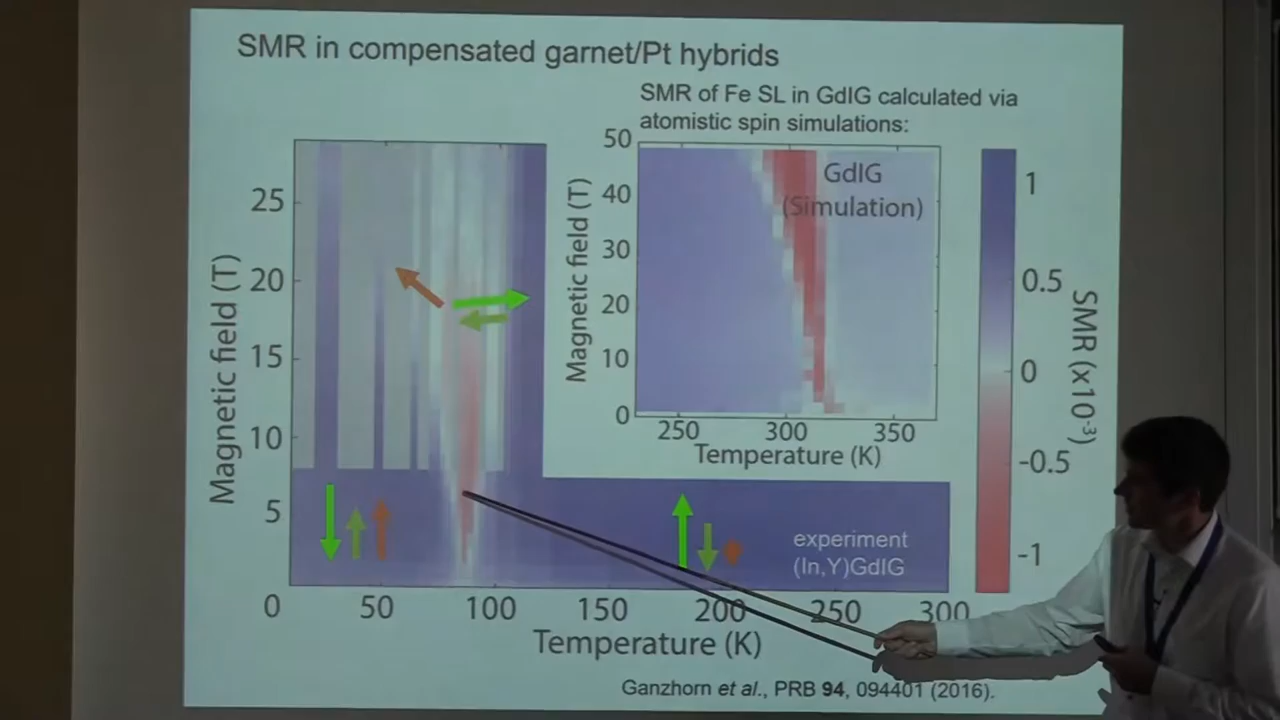 SMR in compensated garnet/Pt hybrids
SMR of Fe SL in GdIG calculated via
atomistic spin simulations:
Magnetic field (T)
25
20
15
10
5
0
50
100
150
200
250
300
Temperature (K)
Magnetic field (T)
50
40
30
20
10
0
250
300
350
Temperature (K)
GdIG
(Simulation)
1
0.5
0
-0.5
-1
SMR (x10-3)
experiment
(In,Y)GdIG
Ganzhorn et al., PRB 94, 094401 (2016).